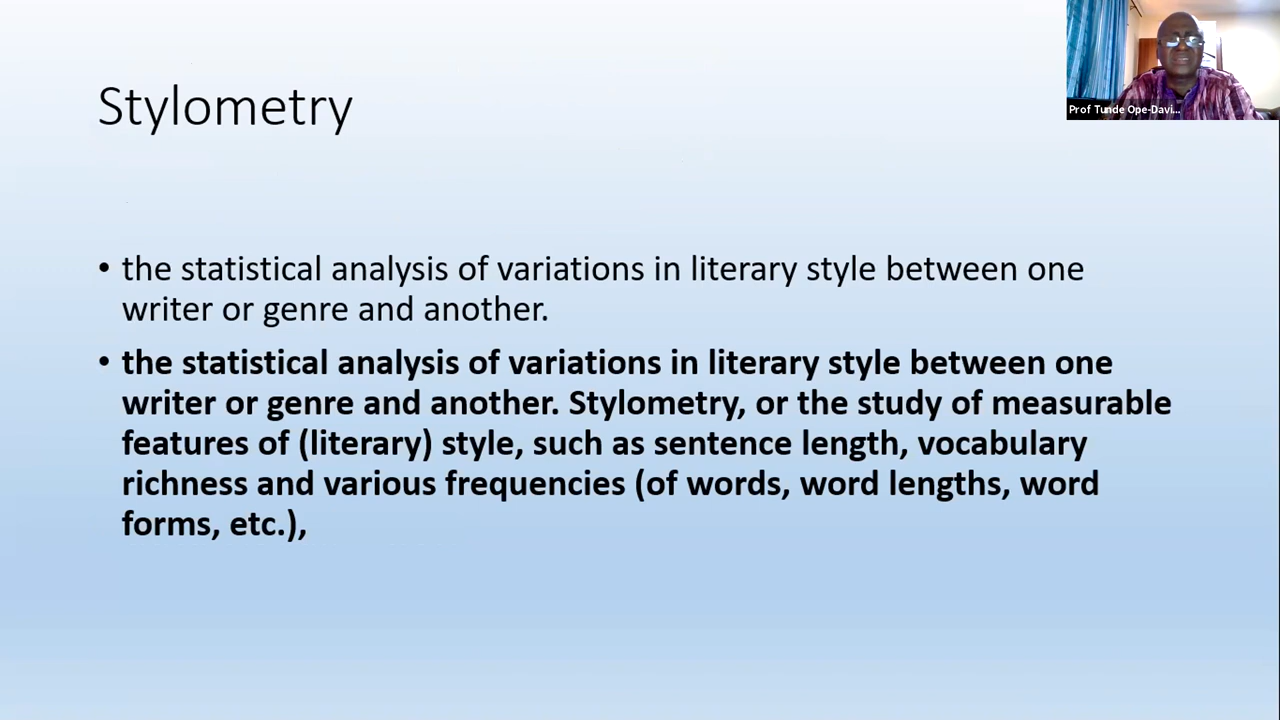 Stylometry
Prof Tunde Ope-Davi...
• the statistical analysis of variations in literary style between one
writer or genre and another.
• the statistical analysis of variations in literary style between one
writer or genre and another. Stylometry, or the study of measurable
features of (literary) style, such as sentence length, vocabulary
richness and various frequencies (of words, word lengths, word
forms, etc.),